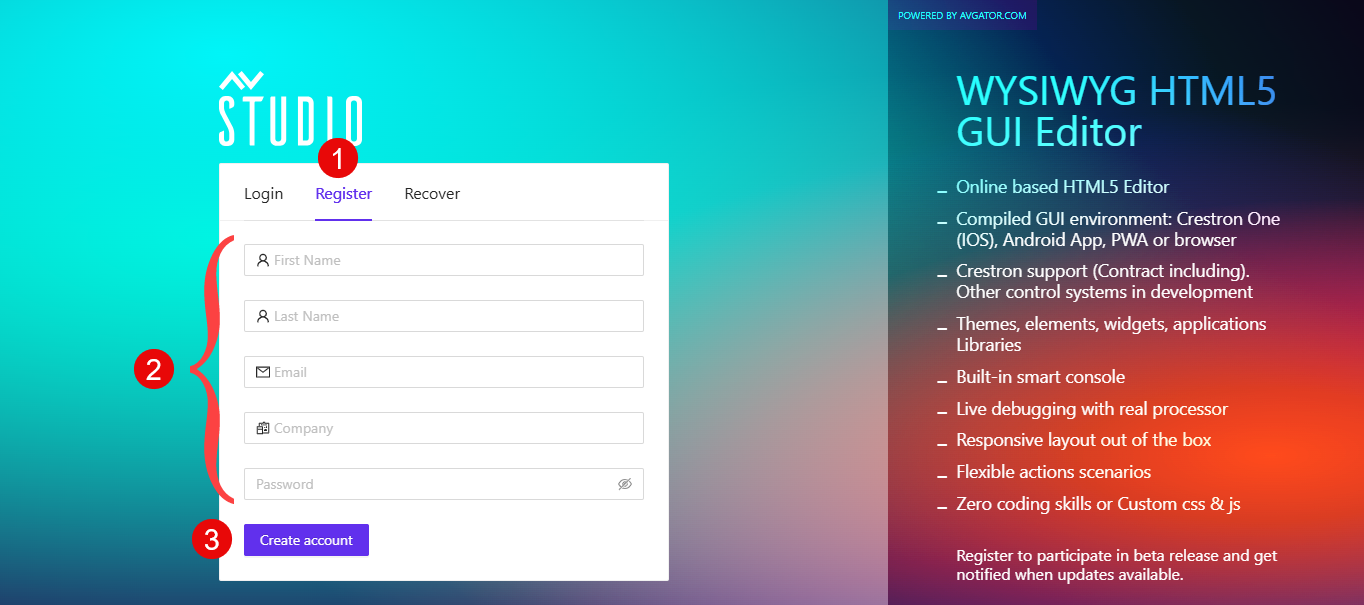 POWERED BY AVGATOR.COM
AV
STUDIO
1
Login Register Recover
First Name
Last Name
Email
2
Company
Password
3
Create account
WYSIWYG HTML5
GUI Editor
Online based HTML5 Editor
Compiled GUI environment: Crestron One
(IOS), Android App, PWA or browser
Crestron support (Contract including).
Other control systems in development
Themes, elements, widgets, applications
Libraries
Built-in smart console
Live debugging with real processor
Responsive layout out of the box
Flexible actions scenarios
Zero coding skills or Custom css & js
Register to participate in beta release and get
notified when updates available.